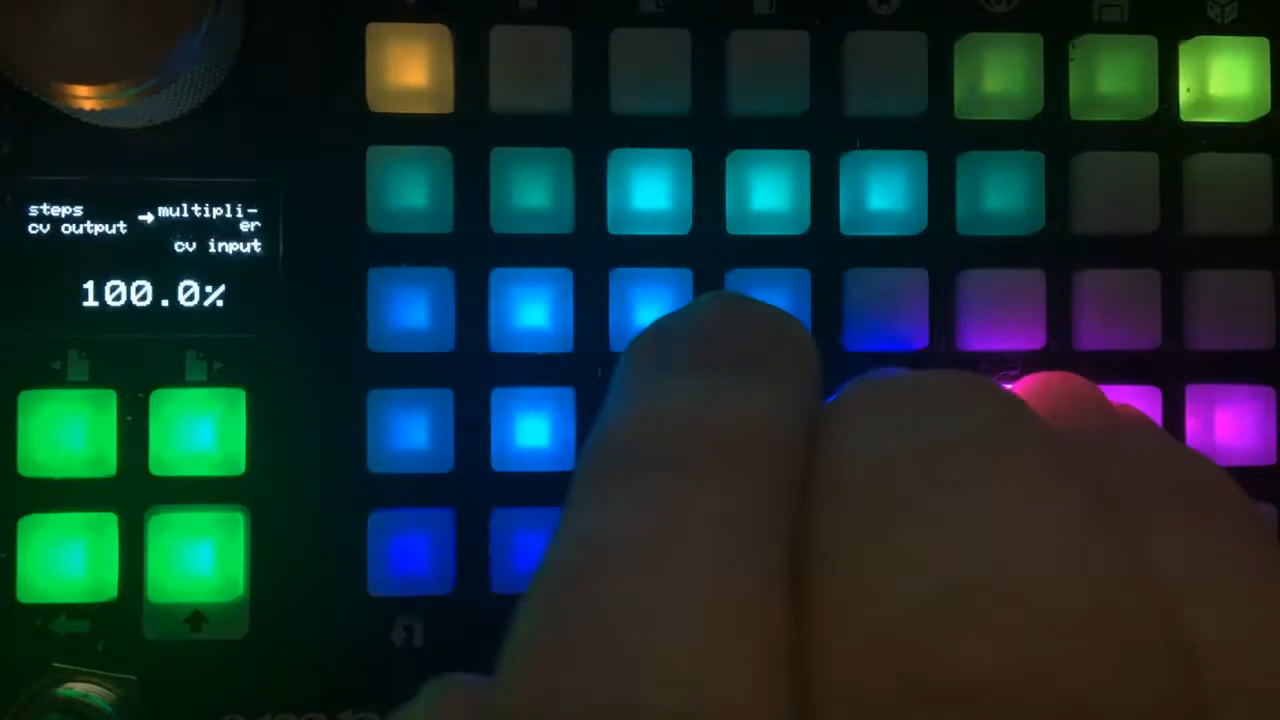 steps
cv output
→multipli-
er
cv input
100.0%